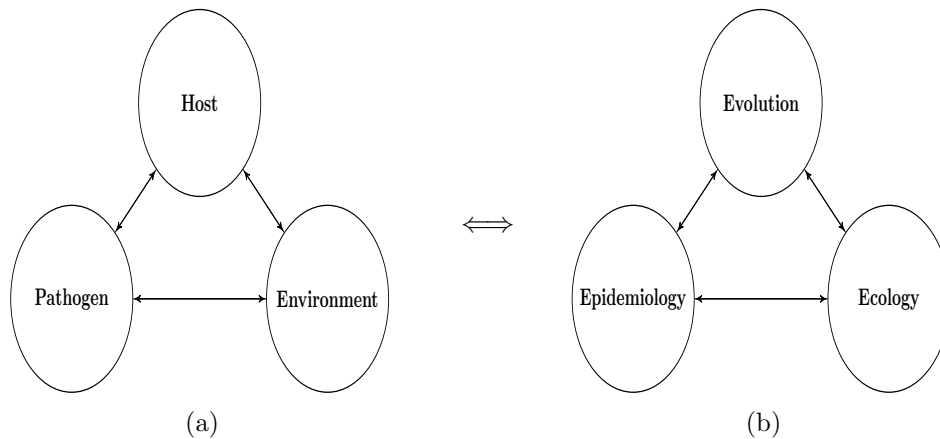 Host
Pathogen
Environment
(a)
⟺
Evolution
Epidemiology
Ecology
(b)